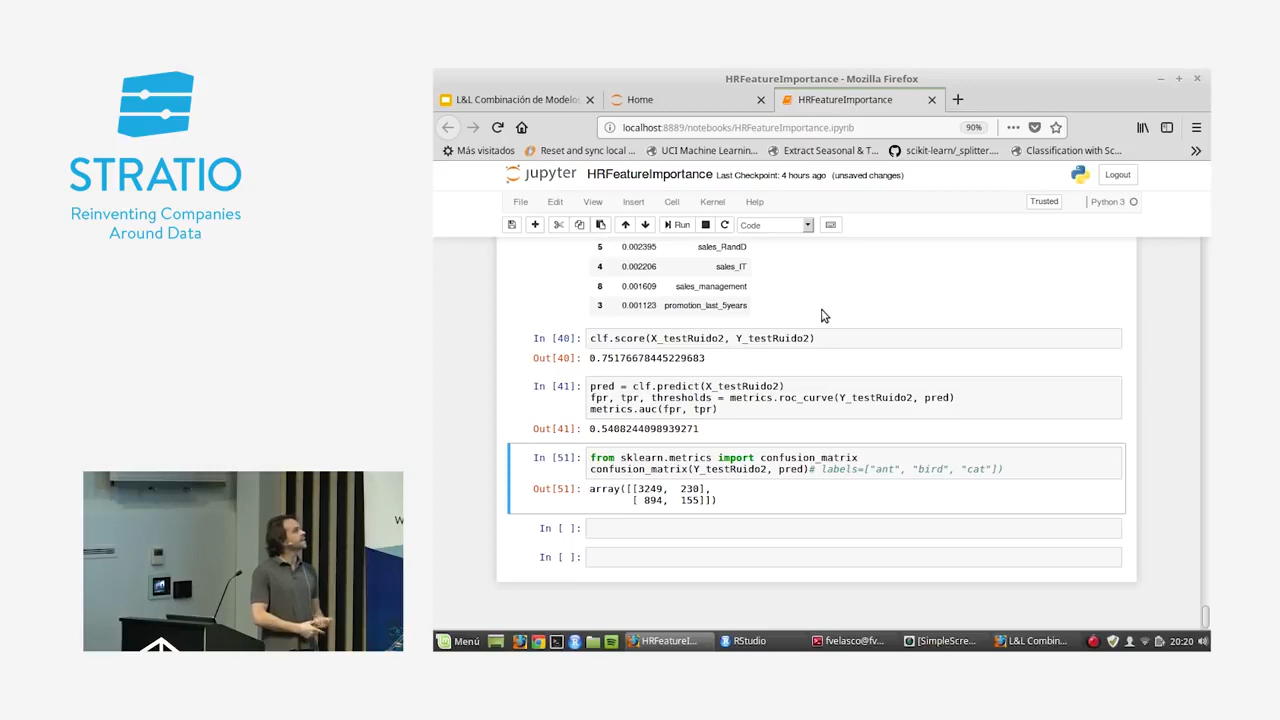 STRATIO
Reinventing Companies
Around Data
HRFeatureImportance - Mozilla Firefox
L&L Combinación de Modelos
Home
HRFeatureImportance
localhost:8889/notebooks/HRFeatureImportance.ipynb
90%
Más visitados
Reset and sync local ...
UCI Machine Learnin...
Extract Seasonal & T...
scikit-learn/_splitter....
Classification with Sc...
jupyter
HRFeatureImportance Last Checkpoint: 4 hours ago (unsaved changes)
Logout
File Edit View Insert Cell Kernel Help
Trusted
Python 3
Run
Code
5 0.002395 sales_RandD
4 0.002206 sales_IT
8 0.001609 sales_management
3 0.001123 promotion_last_5years
In [40]: clf.score(X_testRuido2, Y_testRuido2)
Out[40]: 0.75176678445229683
In [41]: pred = clf.predict(X_testRuido2)
fpr, tpr, thresholds = metrics.roc_curve(Y_testRuido2, pred)
metrics.auc(fpr, tpr)
Out[41]: 0.5408244098939271
In [51]: from sklearn.metrics import confusion_matrix
confusion_matrix(Y_testRuido2, pred)# labels=["ant", "bird", "cat"])
Out[51]: array([[3249, 230],
[ 894, 155]])
In [ ]:
In [ ]:
Menú
HRFeatureI...
RStudio
fvelasco@fv...
[SimpleScre...
L&L Combin...
20:20